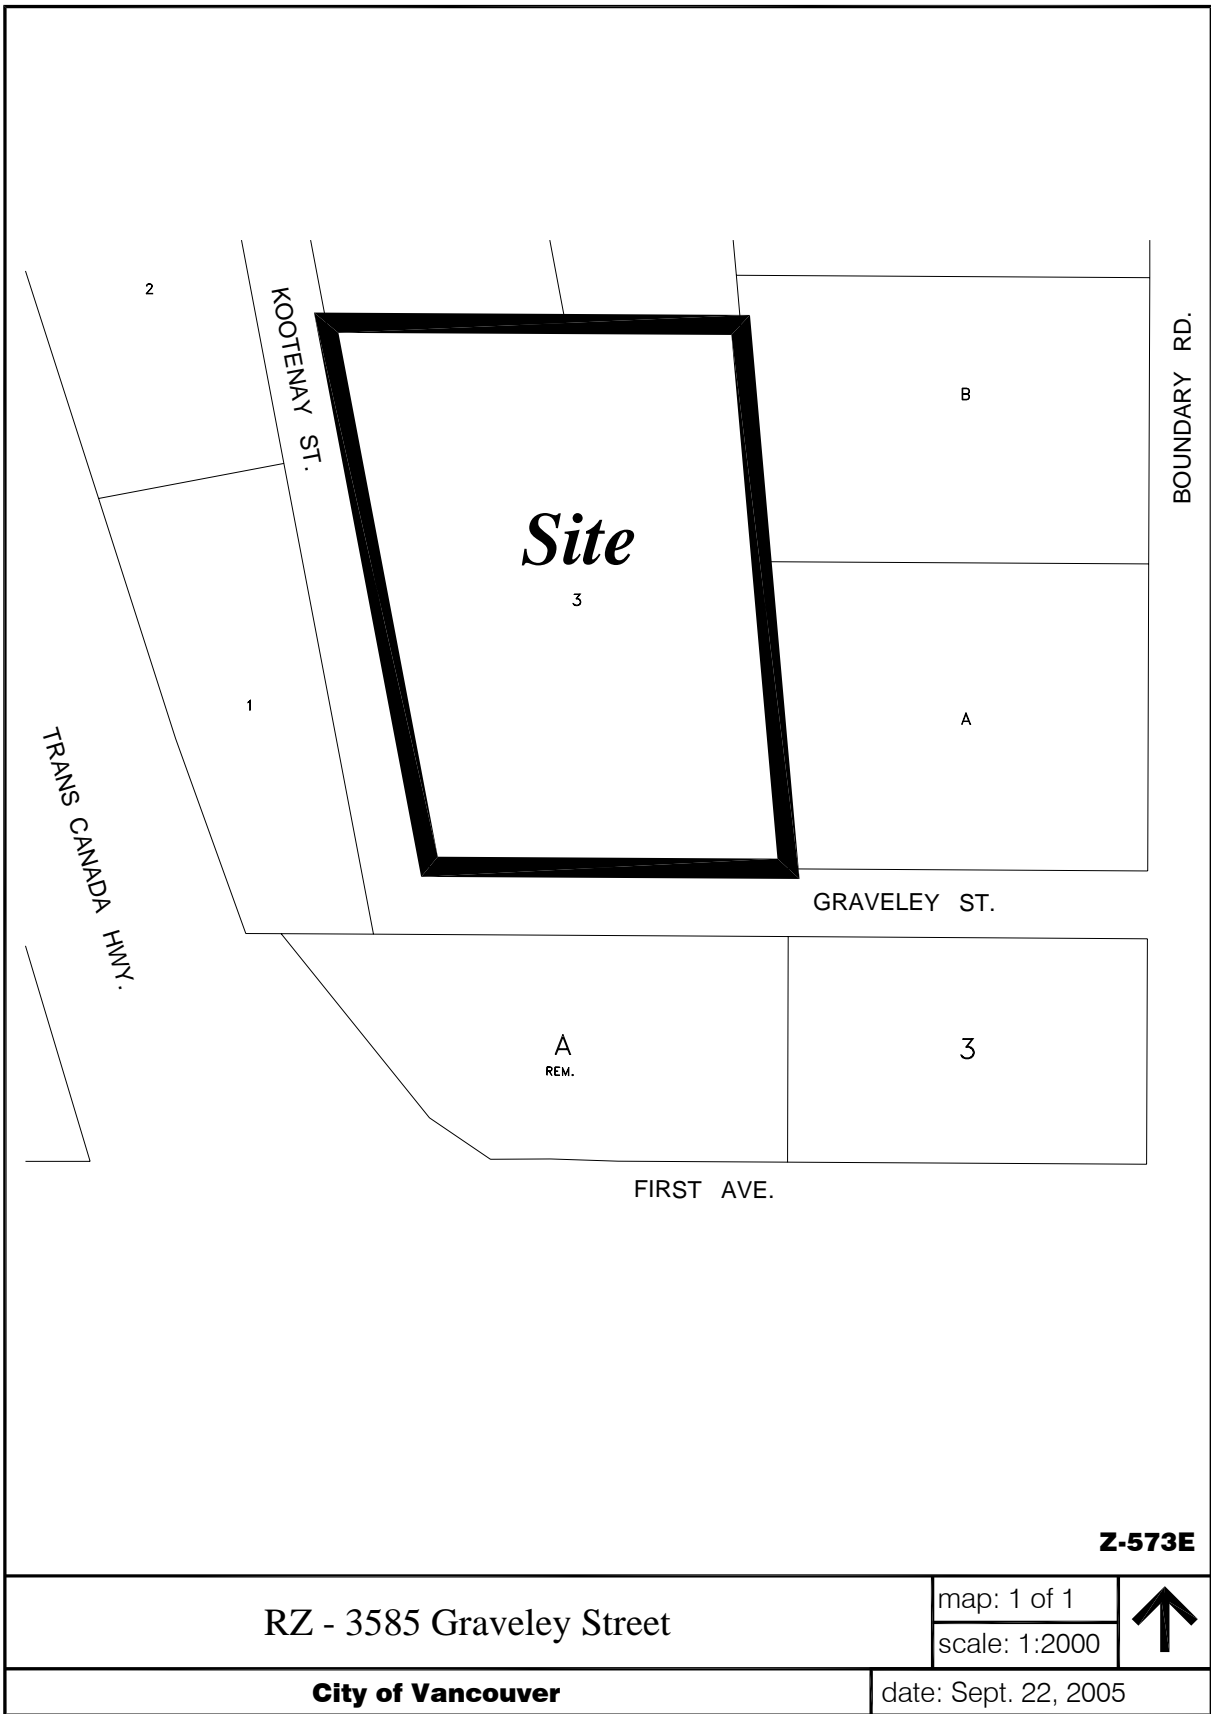 2
KOOTENAY ST.
BOUNDARY RD.
B
Site
3
1
A
TRANS CANADA HWY.
GRAVELEY ST.
A
REM.
3
FIRST AVE.
Z-573E
RZ - 3585 Graveley Street
map: 1 of 1
scale: 1:2000
City of Vancouver
date: Sept. 22, 2005